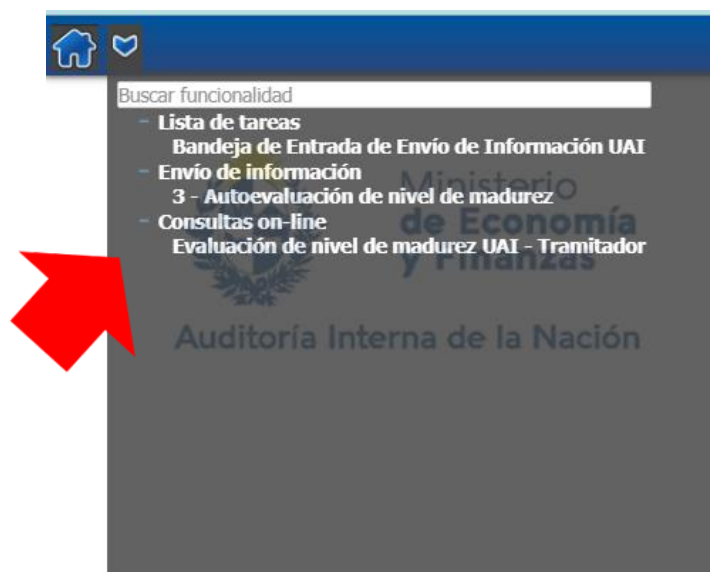 Buscar funcionalidad
- Lista de tareas
Bandeja de Entrada de Envío de Información UAI
- Envío de información
3 - Autoevaluación de nivel de madurez
- Consultas on-line
Evaluación de nivel de madurez UAI - Tramitador
Ministerio
de Economía
y Finanzas
Auditoría Interna de la Nación